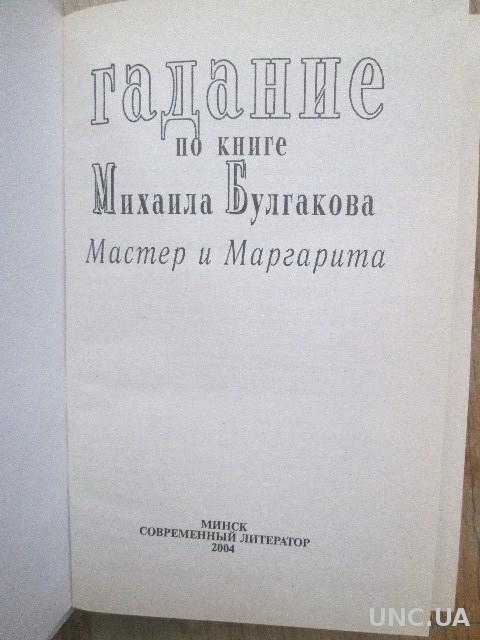 гадание
по книге
Михаила Булгакова
Мастер и Маргарита
МИНСК
СОВРЕМЕННЫЙ ЛИТЕРАТОР
2004
UNC.UA